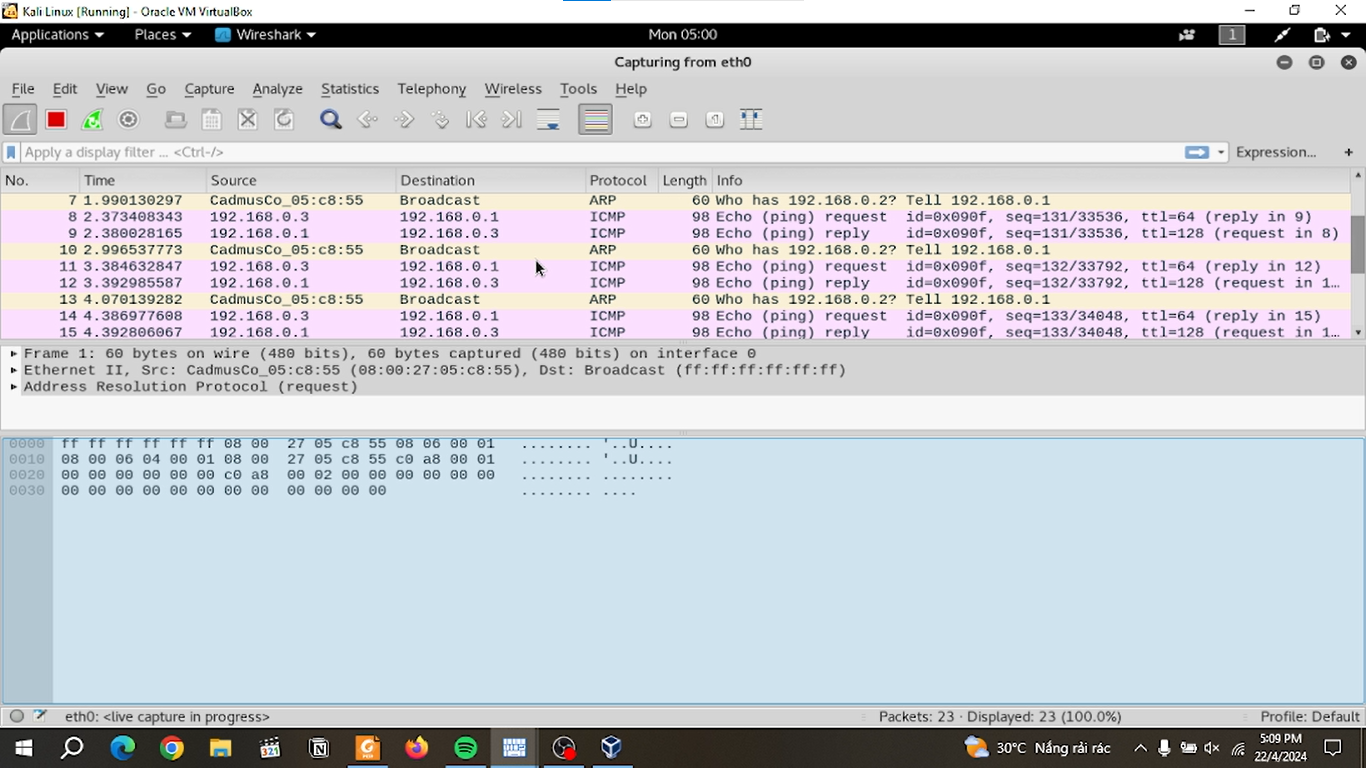 Kali Linux [Running] - Oracle VM VirtualBox
Applications Places Wireshark Mon 05:00 1
Capturing from eth0
File Edit View Go Capture Analyze Statistics Telephony Wireless Tools Help
Apply a display filter ... <Ctrl-/> Expression... +
No. Time Source Destination Protocol Length Info
7 1.990130297 CadmusCo_05:c8:55 Broadcast ARP 60 Who has 192.168.0.2? Tell 192.168.0.1
8 2.373408343 192.168.0.3 192.168.0.1 ICMP 98 Echo (ping) request id=0x090f, seq=131/33536, ttl=64 (reply in 9)
9 2.380028165 192.168.0.1 192.168.0.3 ICMP 98 Echo (ping) reply id=0x090f, seq=131/33536, ttl=128 (request in 8)
10 2.996537773 CadmusCo_05:c8:55 Broadcast ARP 60 Who has 192.168.0.2? Tell 192.168.0.1
11 3.384632847 192.168.0.3 192.168.0.1 ICMP 98 Echo (ping) request id=0x090f, seq=132/33792, ttl=64 (reply in 12)
12 3.392985587 192.168.0.1 192.168.0.3 ICMP 98 Echo (ping) reply id=0x090f, seq=132/33792, ttl=128 (request in 1…
13 4.070139282 CadmusCo_05:c8:55 Broadcast ARP 60 Who has 192.168.0.2? Tell 192.168.0.1
14 4.386977608 192.168.0.3 192.168.0.1 ICMP 98 Echo (ping) request id=0x090f, seq=133/34048, ttl=64 (reply in 15)
15 4.392806067 192.168.0.1 192.168.0.3 ICMP 98 Echo (ping) reply id=0x090f, seq=133/34048, ttl=128 (request in 1…
Frame 1: 60 bytes on wire (480 bits), 60 bytes captured (480 bits) on interface 0
Ethernet II, Src: CadmusCo_05:c8:55 (08:00:27:05:c8:55), Dst: Broadcast (ff:ff:ff:ff:ff:ff)
Address Resolution Protocol (request)
0000 ff ff ff ff ff ff 08 00 27 05 c8 55 08 06 00 01 ........ '..U....
0010 08 00 06 04 00 01 08 00 27 05 c8 55 c0 a8 00 01 ........ '..U....
0020 00 00 00 00 00 00 c0 a8 00 02 00 00 00 00 00 00 ........ ........
0030 00 00 00 00 00 00 00 00 00 00 00 00 ........ ....
eth0: <live capture in progress> Packets: 23 · Displayed: 23 (100.0%) Profile: Default
30°C Nắng rải rác 5:09 PM
22/4/2024